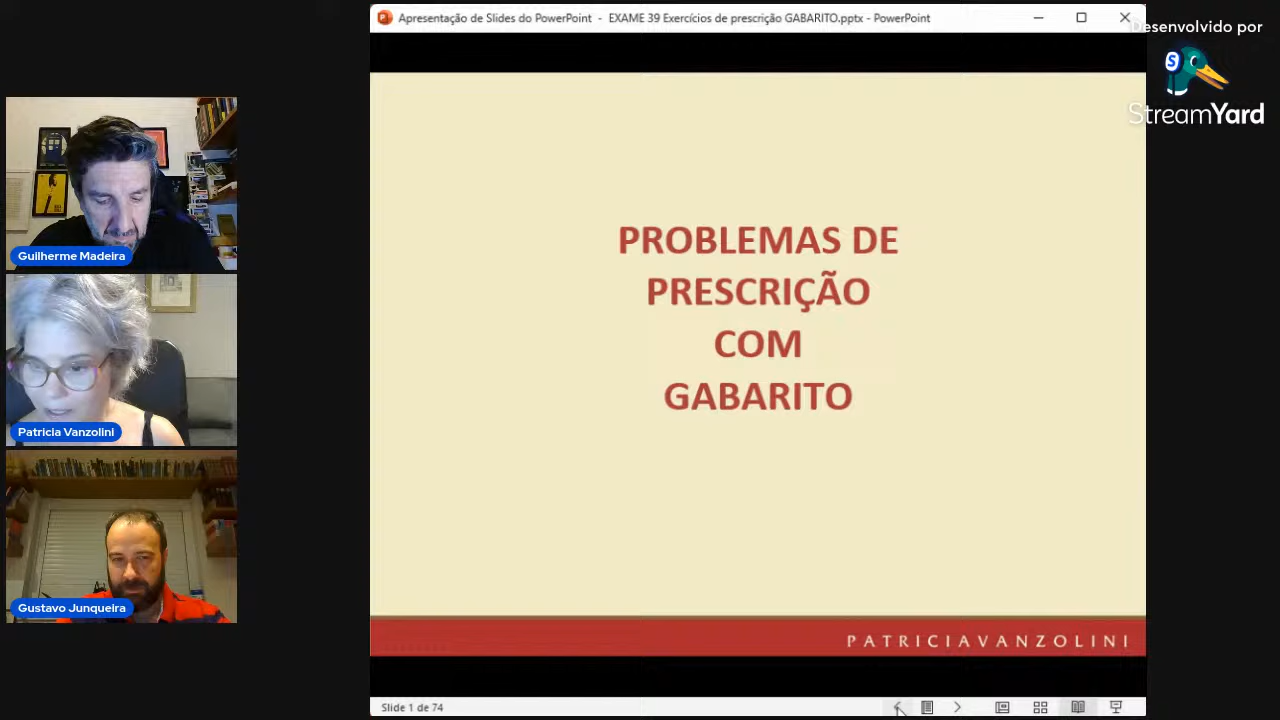 Apresentação de Slides do PowerPoint - EXAME 39 Exercícios de prescrição GABARITO.pptx - PowerPoint
Desenvolvido por
S
StreamYard
Guilherme Madeira
Patricia Vanzolini
Gustavo Junqueira
PROBLEMAS DE
PRESCRIÇÃO
COM
GABARITO
PATRICIAVANZOLINI
Slide 1 de 74